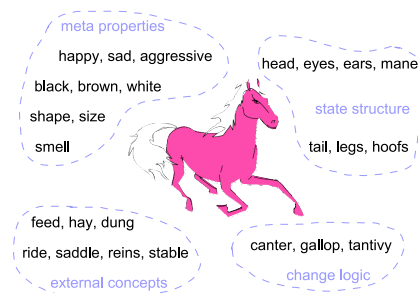 meta properties
happy, sad, aggressive
black, brown, white
shape, size
smell
head, eyes, ears, mane
state structure
tail, legs, hoofs
feed, hay, dung
ride, saddle, reins, stable
external concepts
canter, gallop, tantivy
change logic